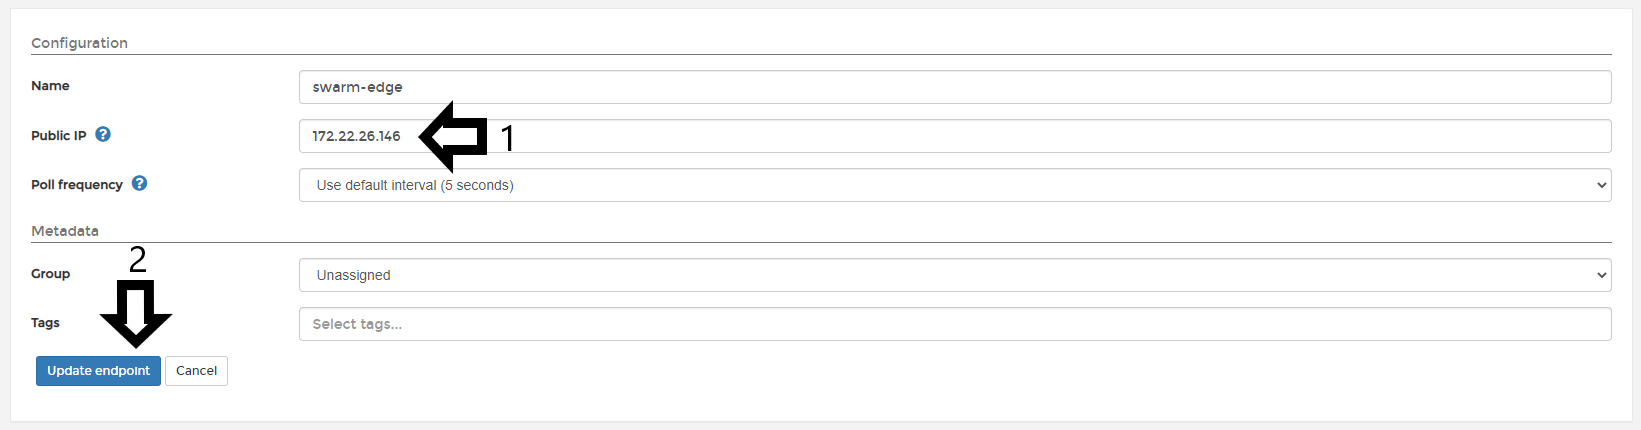 Configuration
Name swarm-edge
Public IP ? 172.22.26.146 1
Poll frequency ? Use default interval (5 seconds)
Metadata
2
Group Unassigned
Tags Select tags...
Update endpoint Cancel